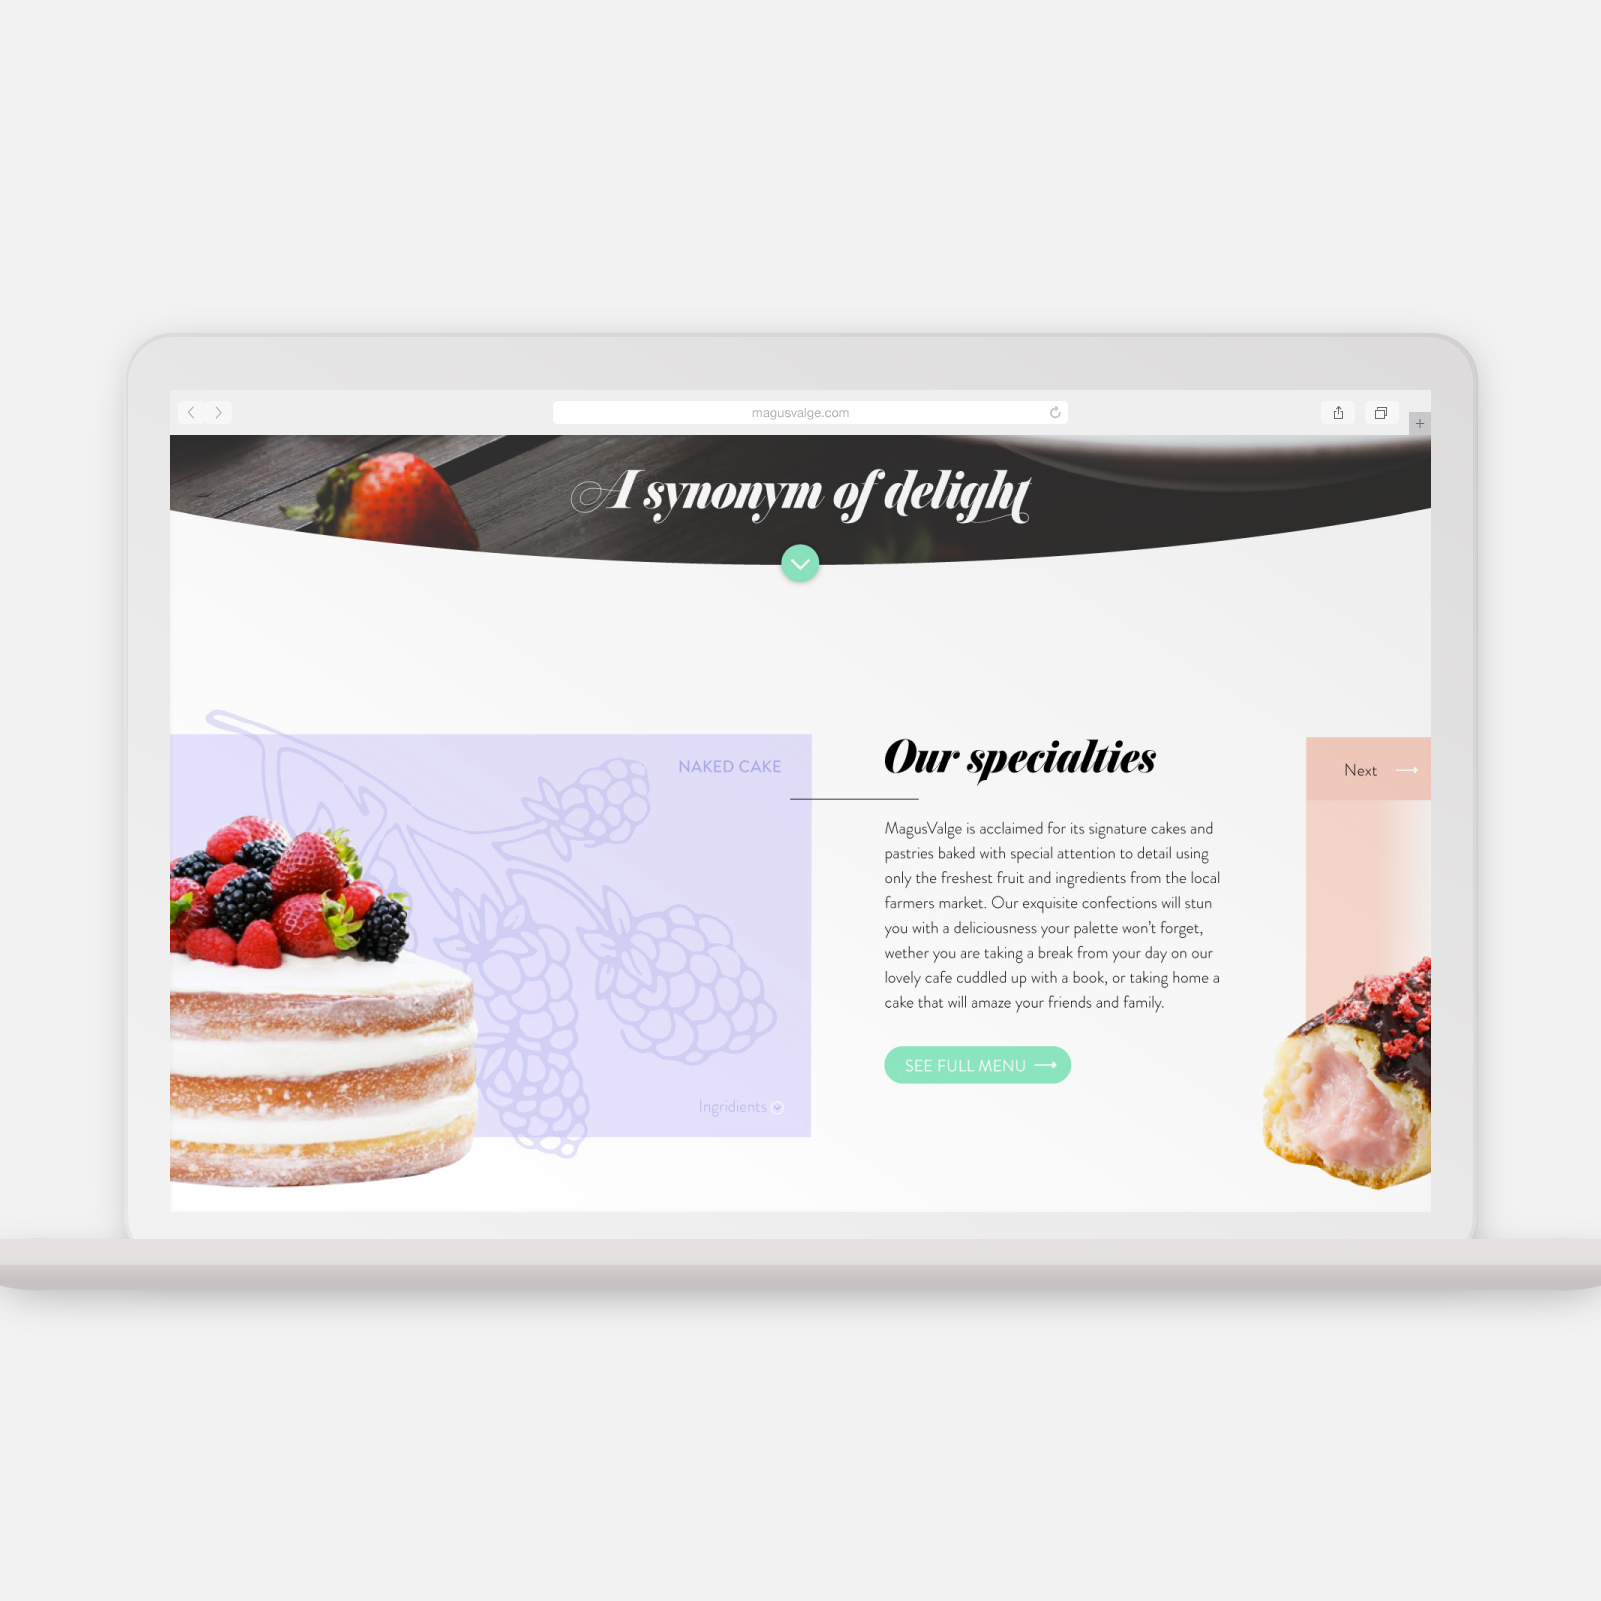 magusvalge.com
A synonym of delight
NAKED CAKE
Ingridients
Our specialties
MagusValge is acclaimed for its signature cakes and
pastries baked with special attention to detail using
only the freshest fruit and ingredients from the local
farmers market. Our exquisite confections will stun
you with a deliciousness your palette won't forget,
wether you are taking a break from your day on our
lovely cafe cuddled up with a book, or taking home a
cake that will amaze your friends and family.
SEE FULL MENU
Next